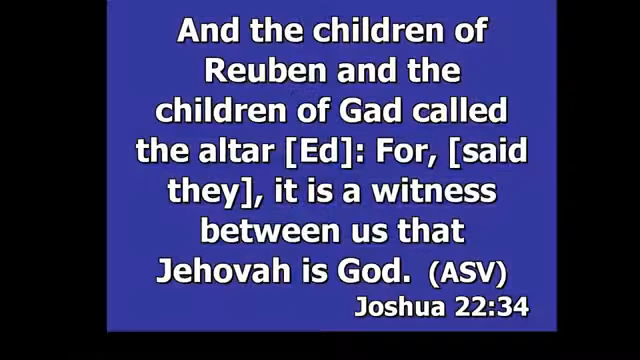 And the children of
Reuben and the
children of Gad called
the altar [Ed]: For, [said
they], it is a witness
between us that
Jehovah is God.  (ASV)
Joshua 22:34